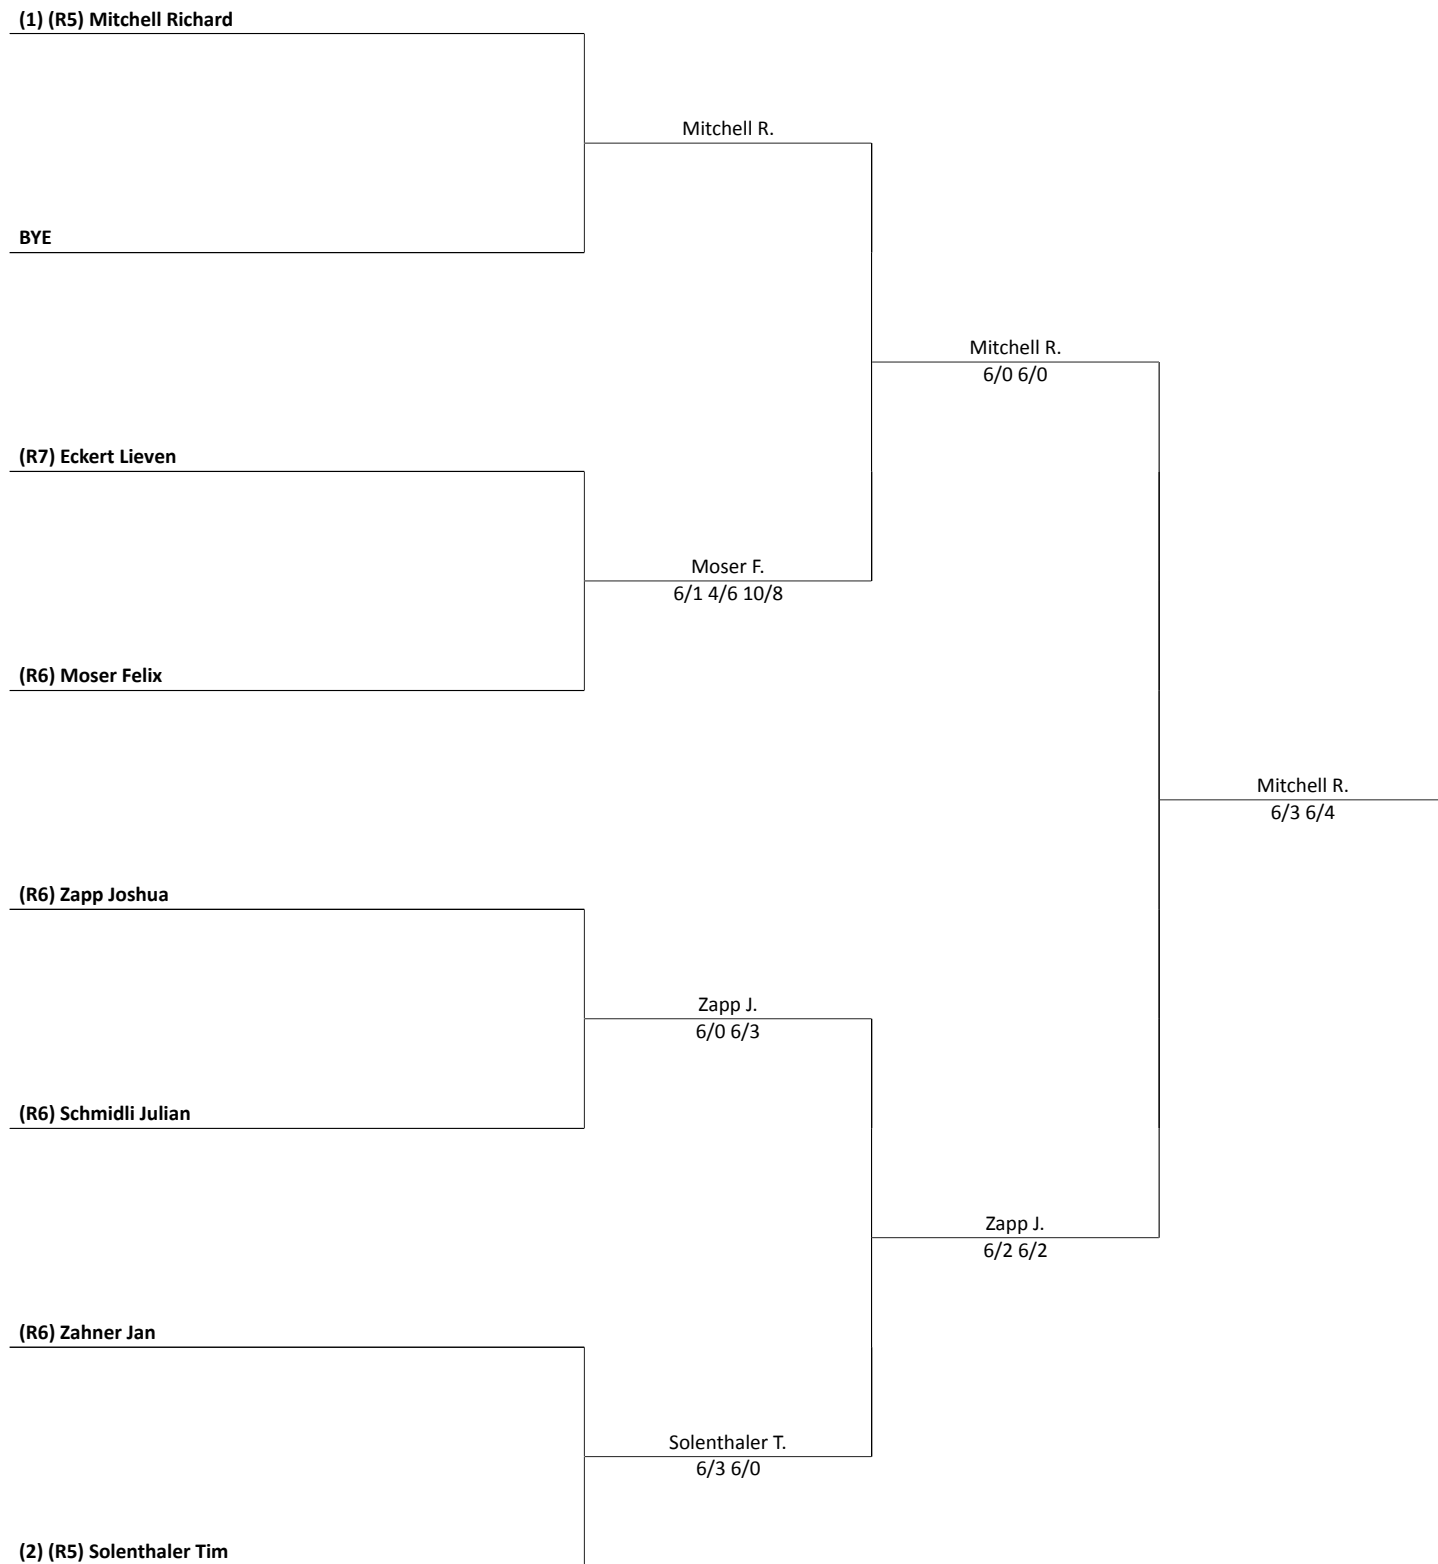 (1) (R5) Mitchell Richard
Mitchell R.
BYE
Mitchell R.
6/0 6/0
(R7) Eckert Lieven
Moser F.
6/1 4/6 10/8
(R6) Moser Felix
Mitchell R.
6/3 6/4
(R6) Zapp Joshua
Zapp J.
6/0 6/3
(R6) Schmidli Julian
Zapp J.
6/2 6/2
(R6) Zahner Jan
Solenthaler T.
6/3 6/0
(2) (R5) Solenthaler Tim